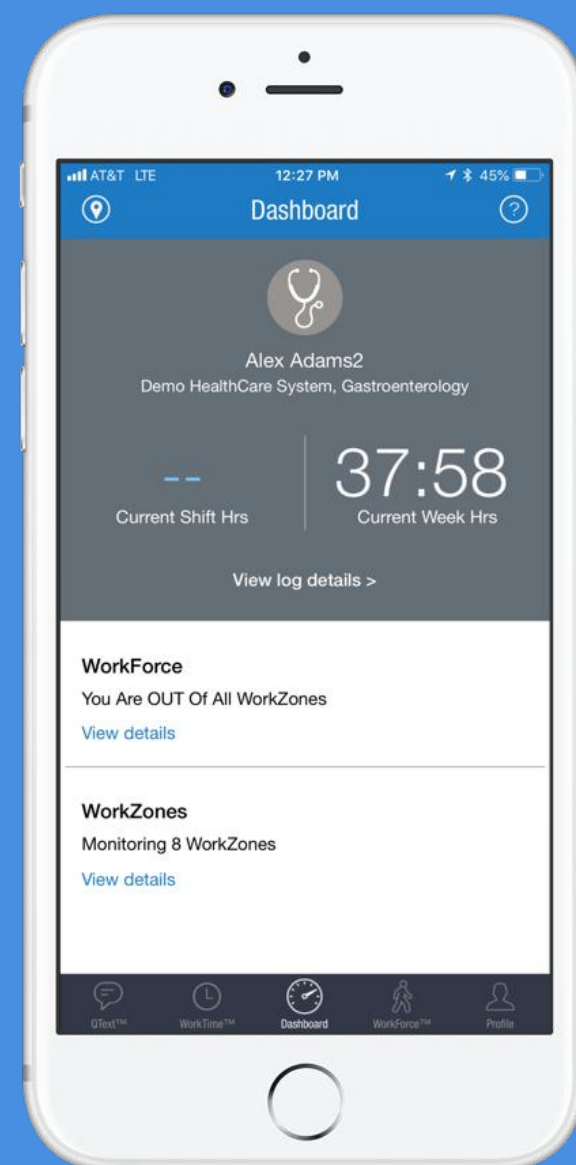 AT&T LTE 12:27 PM 45%
Dashboard ?
Alex Adams2
Demo HealthCare System, Gastroenterology
-- 37:58
Current Shift Hrs Current Week Hrs
View log details >
WorkForce
You Are OUT Of All WorkZones
View details
WorkZones
Monitoring 8 WorkZones
View details
QText™ WorkTime™ Dashboard WorkForce™ Profile